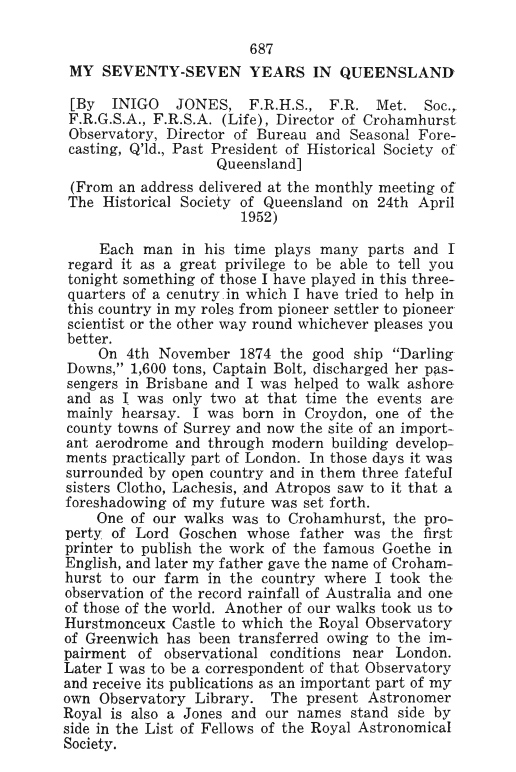 687
MY SEVENTY-SEVEN YEARS IN QUEENSLAND
[By INIGO JONES, F.R.H.S., F.R. Met. Soc.,
F.R.G.S.A., F.R.S.A. (Life), Director of Crohamhurst
Observatory, Director of Bureau and Seasonal Fore-
casting, Q'ld., Past President of Historical Society of
Queensland]
(From an address delivered at the monthly meeting of
The Historical Society of Queensland on 24th April
1952)
Each man in his time plays many parts and I
regard it as a great privilege to be able to tell you
tonight something of those I have played in this three-
quarters of a cenutry in which I have tried to help in
this country in my roles from pioneer settler to pioneer
scientist or the other way round whichever pleases you
better.
On 4th November 1874 the good ship "Darling
Downs," 1,600 tons, Captain Bolt, discharged her pas-
sengers in Brisbane and I was helped to walk ashore
and as I was only two at that time the events are
mainly hearsay. I was born in Croydon, one of the
county towns of Surrey and now the site of an import-
ant aerodrome and through modern building develop-
ments practically part of London. In those days it was
surrounded by open country and in them three fateful
sisters Clotho, Lachesis, and Atropos saw to it that a
foreshadowing of my future was set forth.
One of our walks was to Crohamhurst, the pro-
perty of Lord Goschen whose father was the first
printer to publish the work of the famous Goethe in
English, and later my father gave the name of Croham-
hurst to our farm in the country where I took the
observation of the record rainfall of Australia and one
of those of the world. Another of our walks took us to
Hurstmonceux Castle to which the Royal Observatory
of Greenwich has been transferred owing to the im-
pairment of observational conditions near London.
Later I was to be a correspondent of that Observatory
and receive its publications as an important part of my
own Observatory Library. The present Astronomer
Royal is also a Jones and our names stand side by
side in the List of Fellows of the Royal Astronomical
Society.